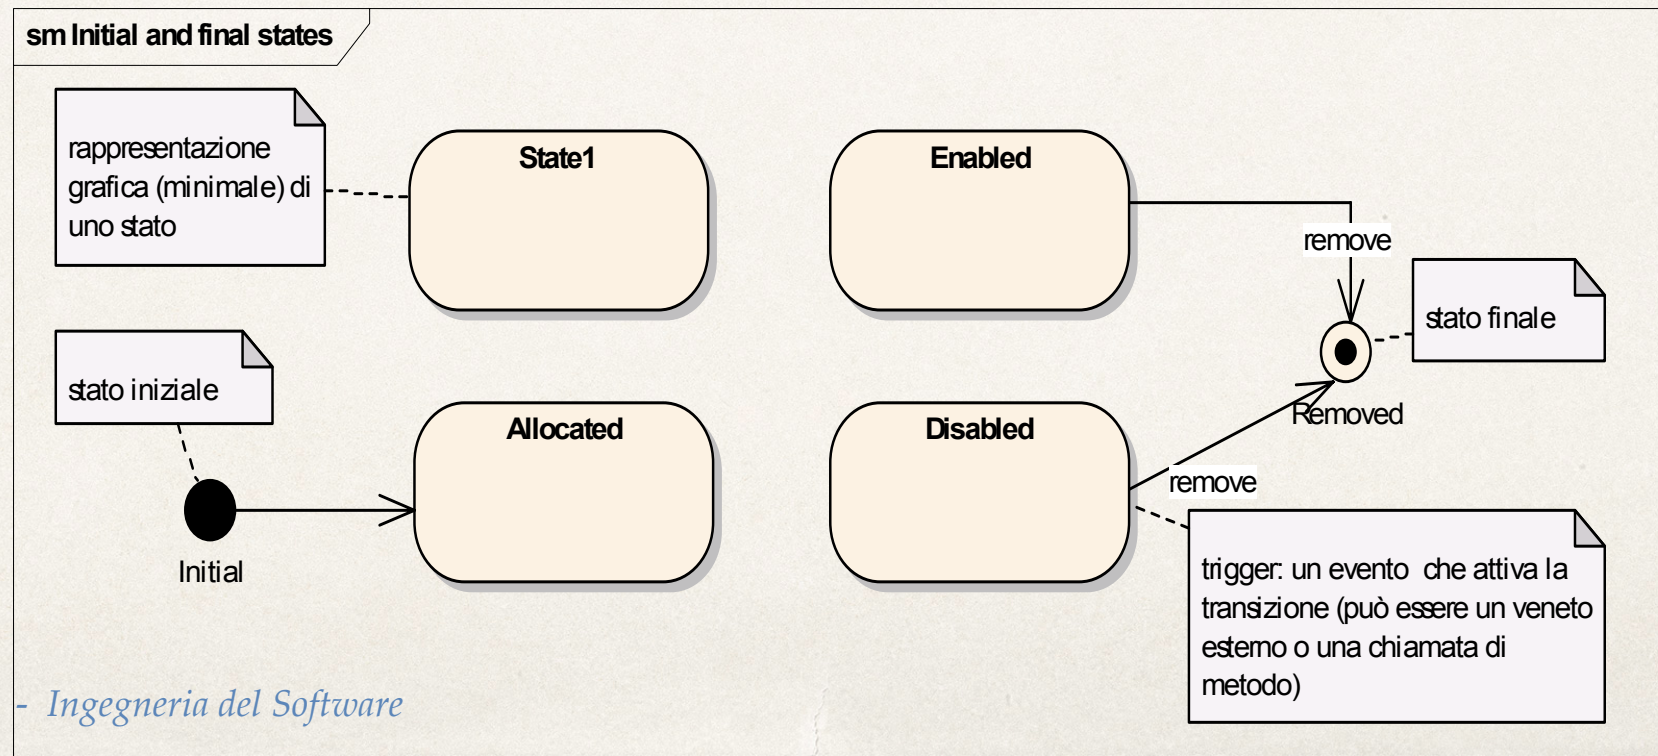 sm Initial and final states
rappresentazione
grafica (minimale) di
uno stato
State1
Enabled
remove
stato finale
stato iniziale
Allocated
Disabled
Removed
remove
Initial
trigger: un evento che attiva la
transizione (può essere un veneto
esterno o una chiamata di
metodo)
- Ingegneria del Software